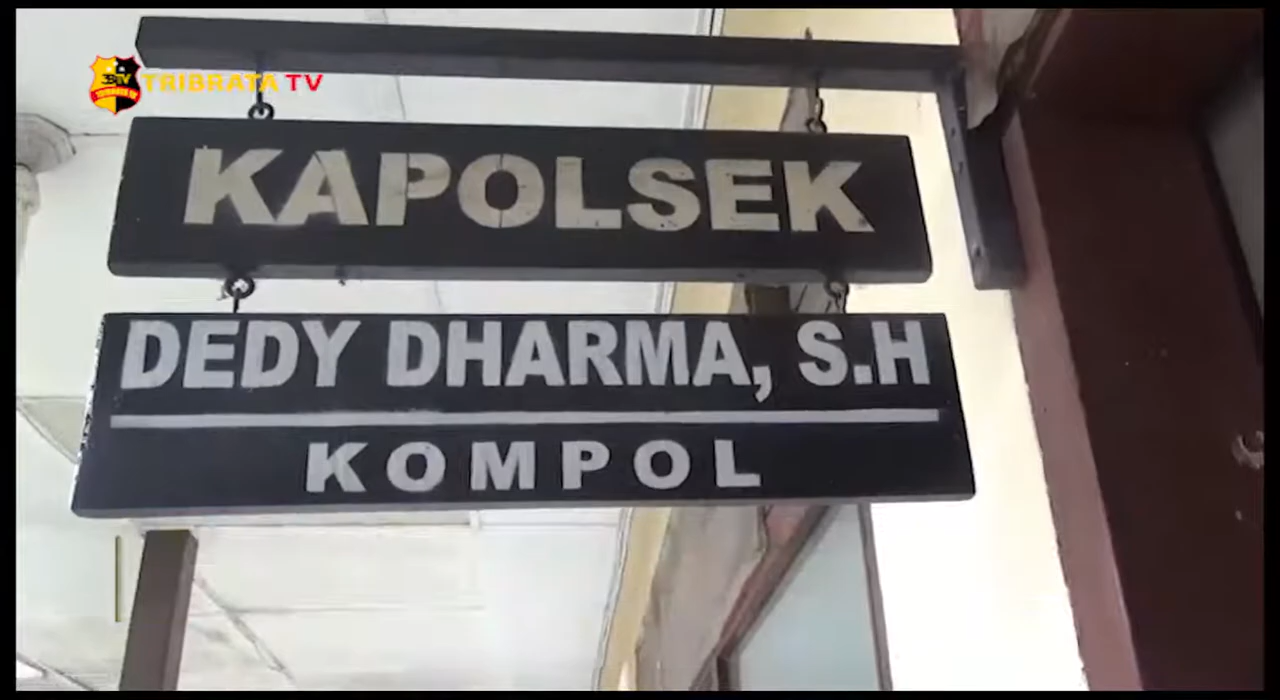 TRIBRATA TV
KAPOLSEK
DEDY DHARMA, S.H
KOMPOL